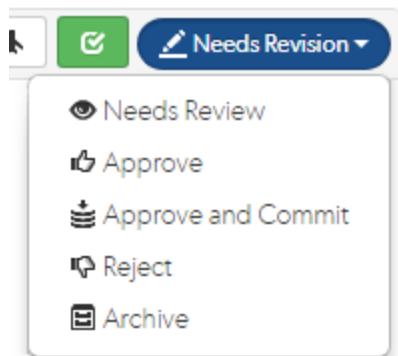 Needs Revision
Needs Review
Approve
Approve and Commit
Reject
Archive